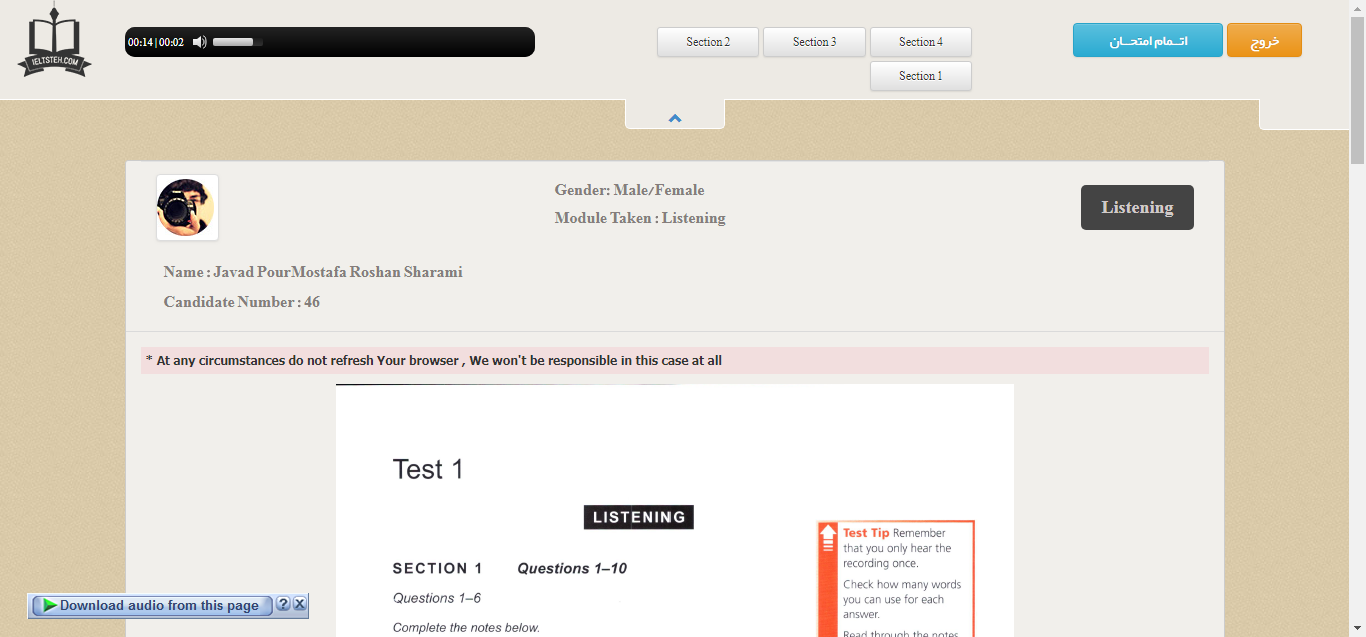 IELTSTEH.COM
00:14|00:02
Section 2
Section 3
Section 4
Section 1
اتــمام امتحــان
خروج
Gender: Male/Female
Module Taken : Listening
Listening
Name : Javad PourMostafa Roshan Sharami
Candidate Number : 46
* At any circumstances do not refresh Your browser , We won't be responsible in this case at all
Test 1
LISTENING
SECTION 1 Questions 1–10
Questions 1–6
Complete the notes below.
Test Tip Remember
that you only hear the
recording once.
Check how many words
you can use for each
answer.
Read through the notes
Download audio from this page ? X